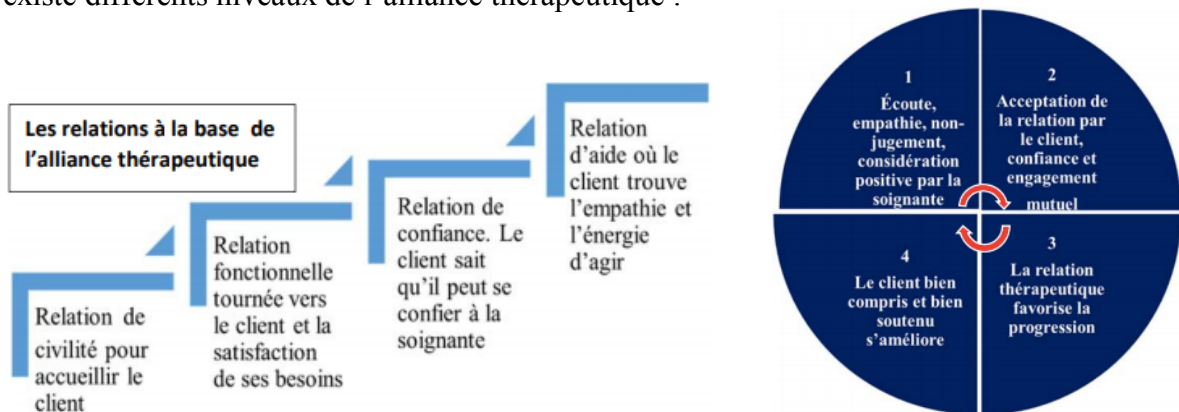 existe différents niveaux de l'alliance thérapeutique :
Les relations à la base de
l'alliance thérapeutique
Relation de
civilité pour
accueillir le
client
Relation
fonctionnelle
tournée vers
le client et la
satisfaction
de ses besoins
Relation de
confiance. Le
client sait
qu'il peut se
confier à la
soignante
Relation
d'aide où le
client trouve
l'empathie et
l'énergie
d'agir
1
Écoute,
empathie, non-
jugement,
considération
positive par la
soignante
2
Acceptation de
la relation par
le client,
confiance et
engagement
mutuel
3
La relation
thérapeutique
favorise la
progression
4
Le client bien
compris et bien
soutenu
s'améliore